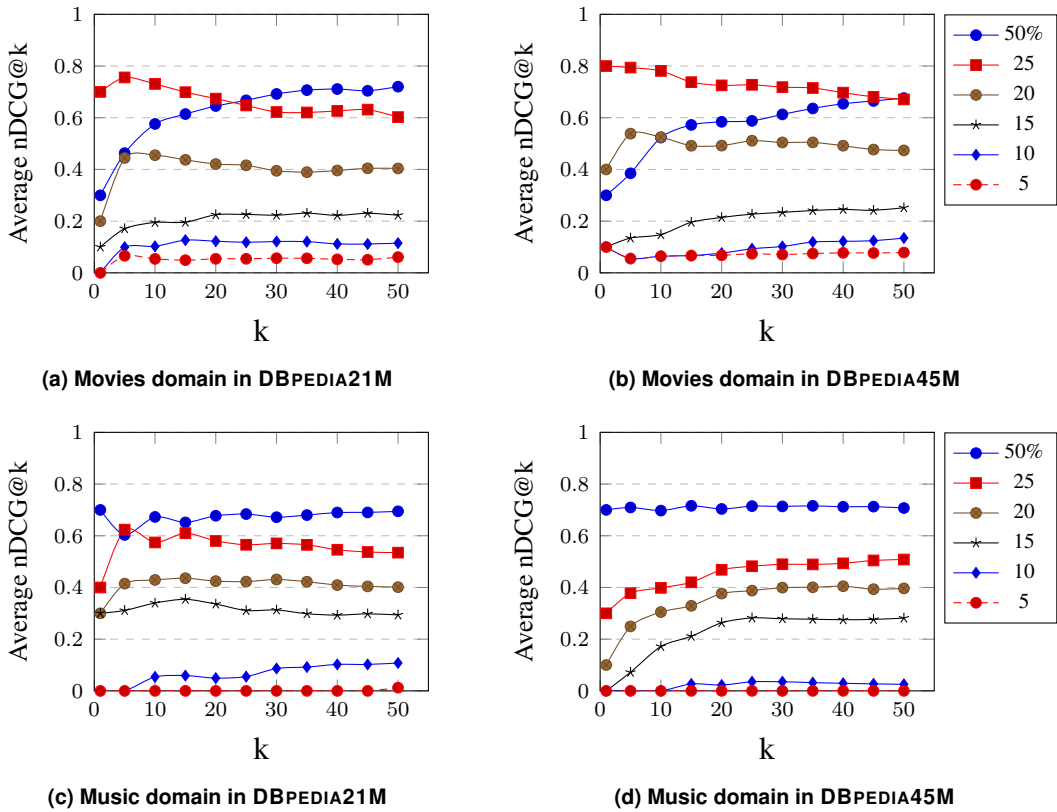 1
0.8
0.6
0.4
0.2
0
0 10 20 30 40 50
Average nDCG@k
k
(a) Movies domain in DBPEDIA21M
1
0.8
0.6
0.4
0.2
0
0 10 20 30 40 50
Average nDCG@k
k
(b) Movies domain in DBPEDIA45M
50%
25
20
15
10
5
1
0.8
0.6
0.4
0.2
0
0 10 20 30 40 50
Average nDCG@k
k
(c) Music domain in DBPEDIA21M
1
0.8
0.6
0.4
0.2
0
0 10 20 30 40 50
Average nDCG@k
k
(d) Music domain in DBPEDIA45M
50%
25
20
15
10
5